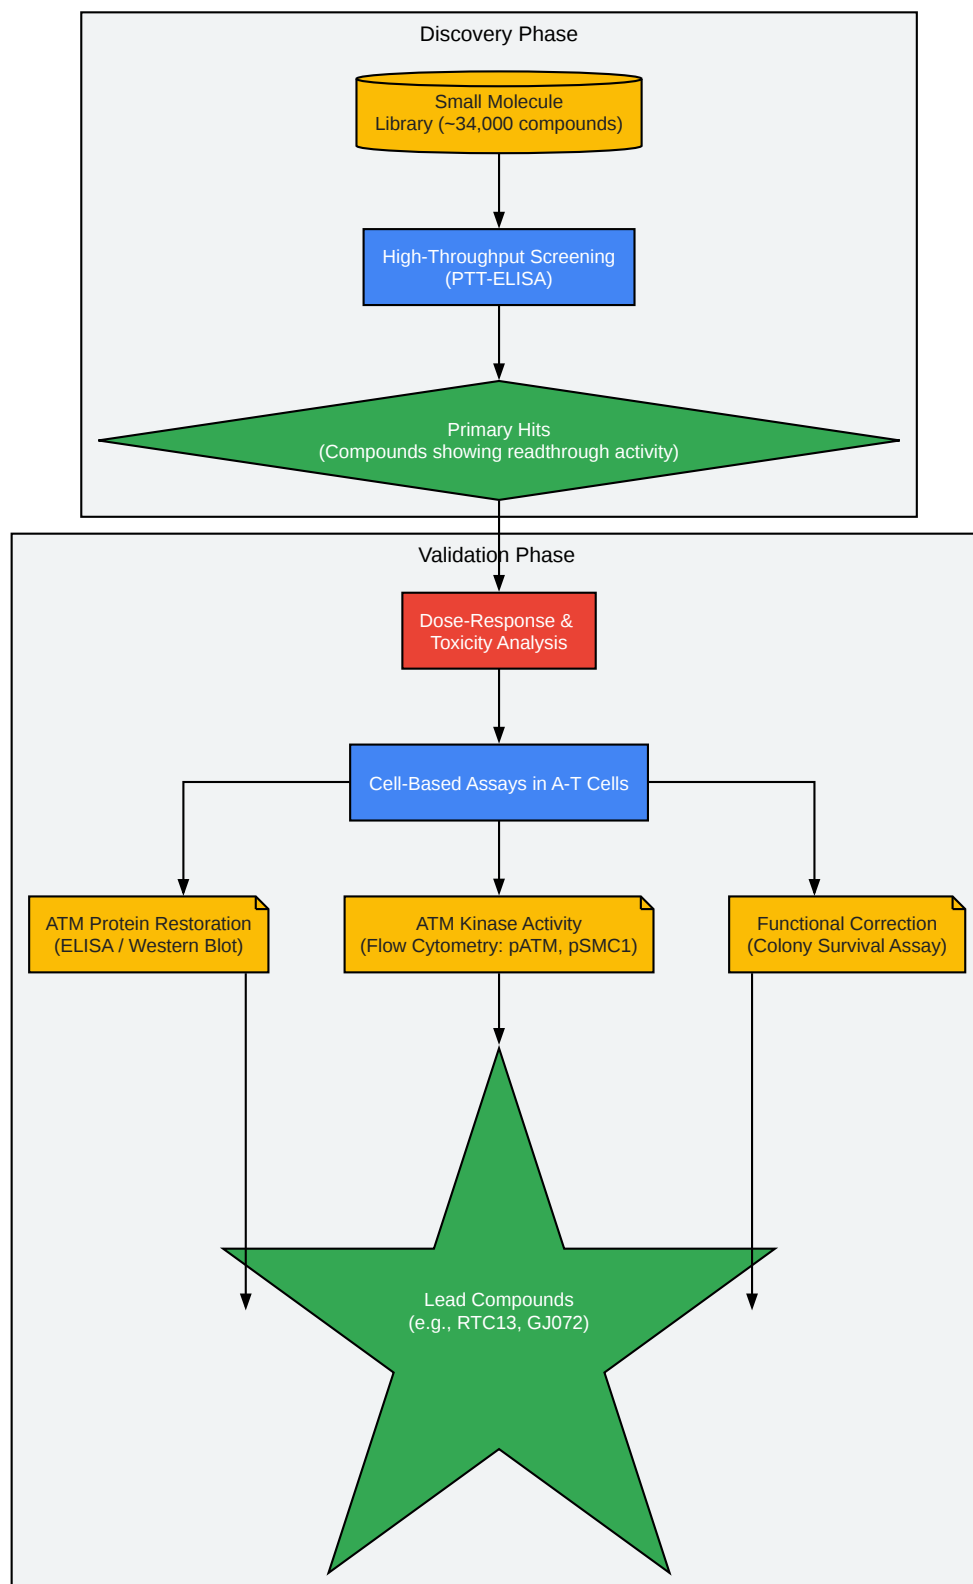 Discovery Phase
Small Molecule
Library (~34,000 compounds)
High-Throughput Screening
(PTT-ELISA)
Primary Hits
(Compounds showing readthrough activity)
Validation Phase
Dose-Response &
Toxicity Analysis
Cell-Based Assays in A-T Cells
ATM Protein Restoration
(ELISA / Western Blot)
ATM Kinase Activity
(Flow Cytometry: pATM, pSMC1)
Functional Correction
(Colony Survival Assay)
Lead Compounds
(e.g., RTC13, GJ072)